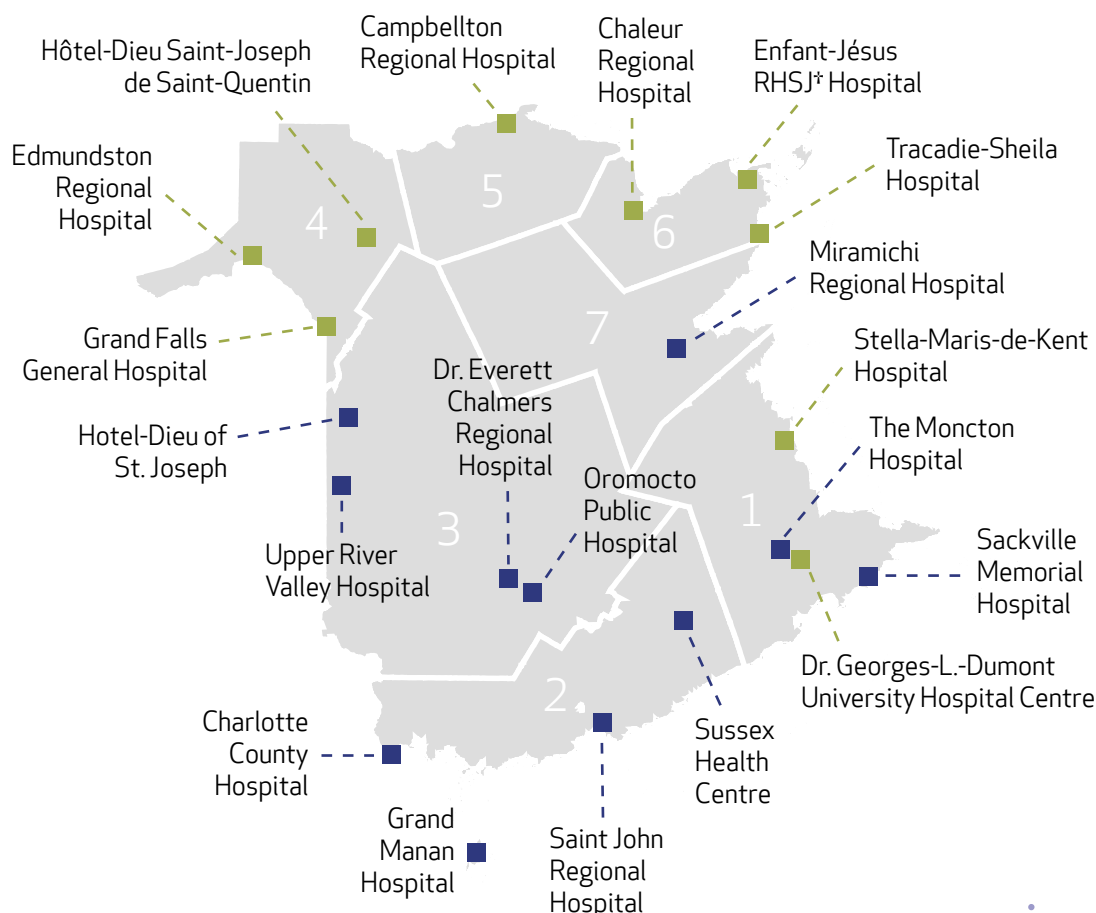 Hôtel-Dieu Saint-Joseph
de Saint-Quentin
Campbellton
Regional Hospital
Chaleur
Regional
Hospital
Enfant-Jésus
RHSJ† Hospital
Edmundston
Regional
Hospital
Tracadie-Sheila
Hospital
5
4
6
Miramichi
Regional Hospital
Grand Falls
General Hospital
7
Stella-Maris-de-Kent
Hospital
Dr. Everett
Chalmers
Regional
Hospital
Hotel-Dieu of
St. Joseph
The Moncton
Hospital
Oromocto
Public
Hospital
3
1
Upper River
Valley Hospital
Sackville
Memorial
Hospital
Dr. Georges-L.-Dumont
University Hospital Centre
2
Charlotte
County
Hospital
Sussex
Health
Centre
Grand
Manan
Hospital
Saint John
Regional
Hospital